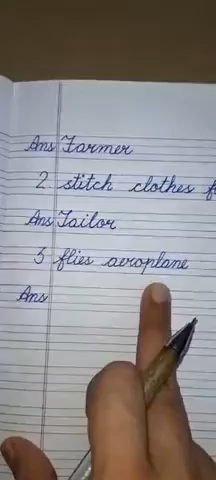 Ans Farmer
2 stitch clothes
Ans Tailor
3 flies aeroplane
Ans